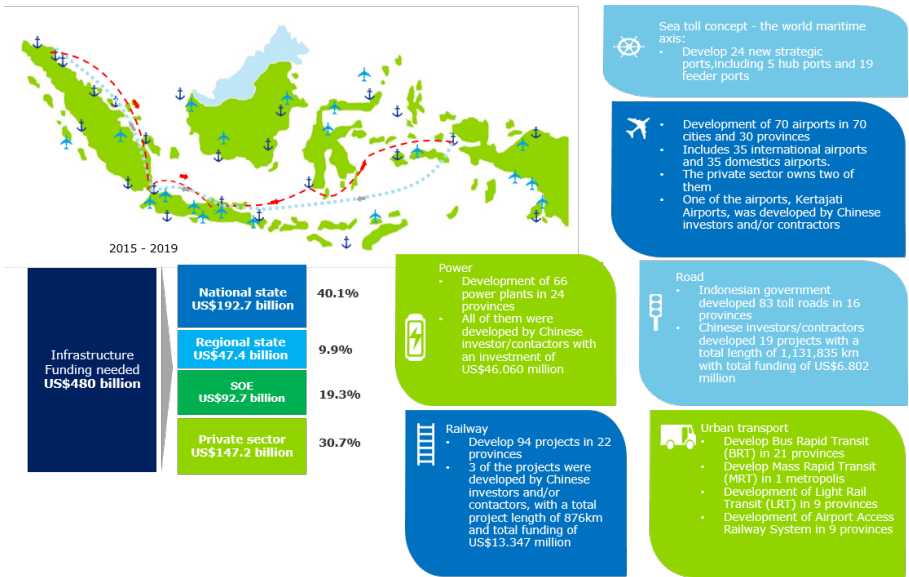 Sea toll concept - the world maritime
axis:
• Develop 24 new strategic
ports,including 5 hub ports and 19
feeder ports
• Development of 70 airports in 70
cities and 30 provinces
• Includes 35 international airports
and 35 domestics airports.
• The private sector owns two of
them
• One of the airports, Kertajati
Airports, was developed by Chinese
investors and/or contractors
2015 - 2019
Infrastructure
Funding needed
US$480 billion
National state
US$192.7 billion
40.1%
Regional state
US$47.4 billion
9.9%
SOE
US$92.7 billion
19.3%
Private sector
US$147.2 billion
30.7%
Power
• Development of 66
power plants in 24
provinces
• All of them were
developed by Chinese
investor/contactors with
an investment of
US$46.060 million
Road
• Indonesian government
developed 83 toll roads in 16
provinces
• Chinese investors/contractors
developed 19 projects with a
total length of 1,131,835 km
with total funding of US$6.802
million
Railway
• Develop 94 projects in 22
provinces
• 3 of the projects were
developed by Chinese
investors and/or
contactors, with a total
project length of 876km
and total funding of
US$13.347 million
Urban transport
• Develop Bus Rapid Transit
(BRT) in 21 provinces
• Develop Mass Rapid Transit
(MRT) in 1 metropolis
• Development of Light Rail
Transit (LRT) in 9 provinces
• Development of Airport Access
Railway System in 9 provinces